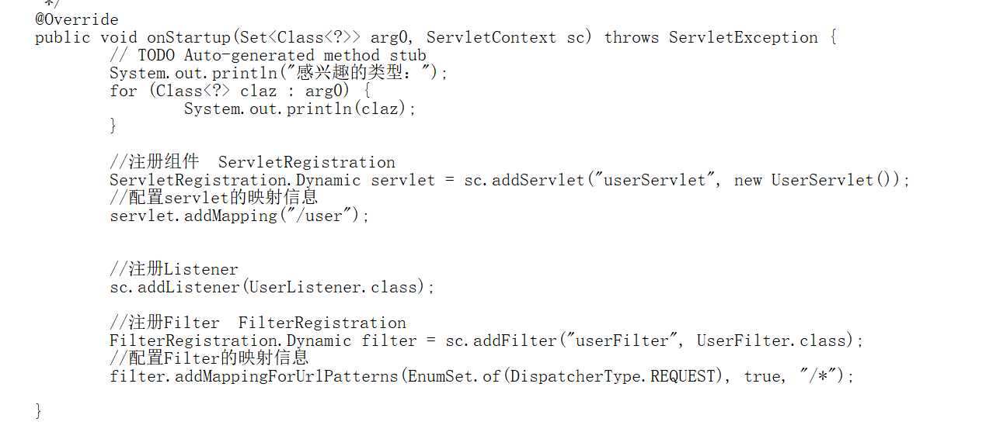 */
@Override
public void onStartup(Set<Class<?>> arg0, ServletContext sc) throws ServletException {
// TODO Auto-generated method stub
System.out.println("感兴趣的类型：");
for (Class<?> claz : arg0) {
System.out.println(claz);
}
//注册组件  ServletRegistration
ServletRegistration.Dynamic servlet = sc.addServlet("userServlet", new UserServlet());
//配置servlet的映射信息
servlet.addMapping("/user");
//注册Listener
sc.addListener(UserListener.class);
//注册Filter  FilterRegistration
FilterRegistration.Dynamic filter = sc.addFilter("userFilter", UserFilter.class);
//配置Filter的映射信息
filter.addMappingForUrlPatterns(EnumSet.of(DispatcherType.REQUEST), true, "/*");
}